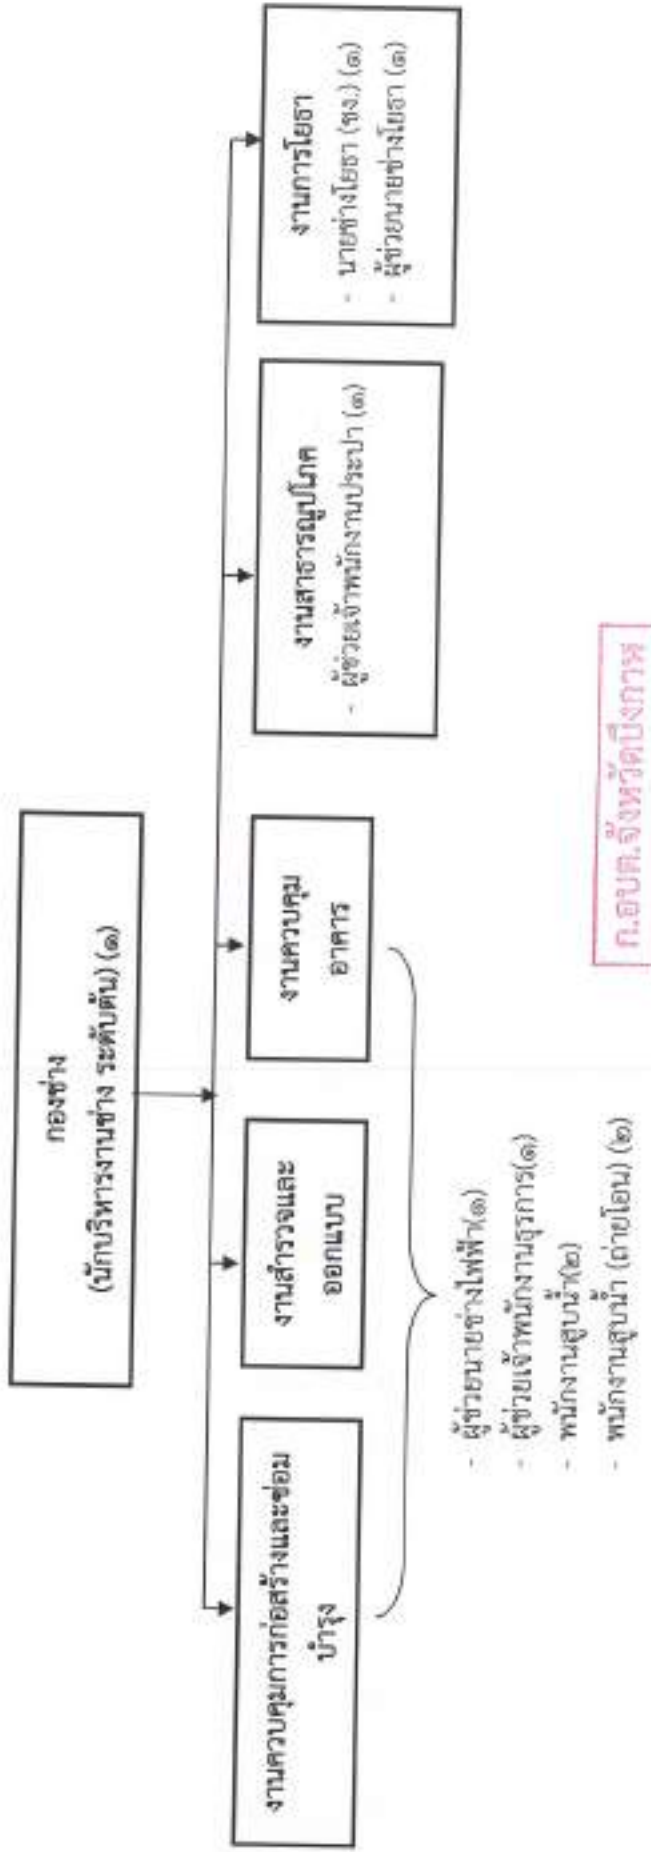 กองช่าง
(นักบริหารงานช่าง ระดับต้น) (๑)
งานควบคุมการก่อสร้างและซ่อม
บำรุง
งานสำรวจและ
ออกแบบ
งานควบคุม
อาคาร
งานสาธารณูปโภค
- ผู้ช่วยเจ้าพนักงานประปา (๑)
งานการโยธา
- นายช่างโยธา (ชง.) (๑)
- ผู้ช่วยนายช่างโยธา (๑)
- ผู้ช่วยนายช่างไฟฟ้า(๑)
- ผู้ช่วยเจ้าพนักงานธุรการ(๑)
- พนักงานสูบน้ำ(๒)
- พนักงานสูบน้ำ (ถ่ายโอน) (๒)
ก.อบต.จังหวัดบึงกาฬ